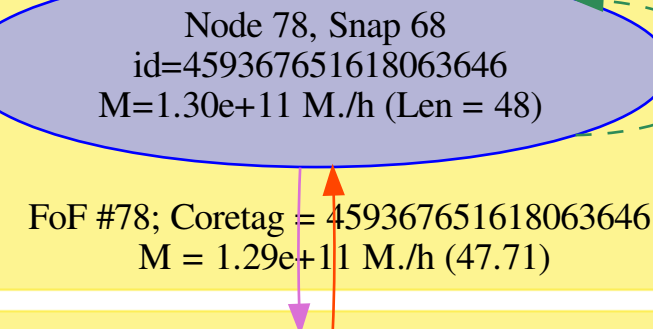 Node 78, Snap 68
id=459367651618063646
M=1.30e+11 M./h (Len = 48)
FoF #78; Coretag = 459367651618063646
M = 1.29e+11 M./h (47.71)